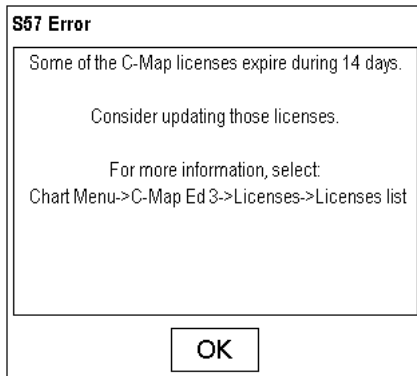 S57 Error
Some of the C-Map licenses expire during 14 days.
Consider updating those licenses.
For more information, select:
Chart Menu->C-Map Ed 3->Licenses->Licenses list
OK